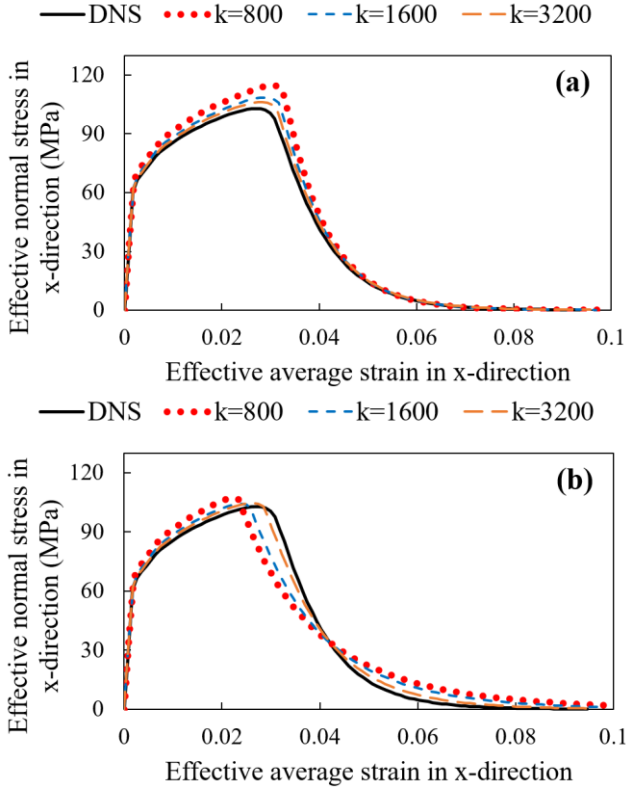 DNS k=800 k=1600 k=3200
(a)
120
90
60
30
0
0 0.02 0.04 0.06 0.08 0.1
Effective normal stress in
x-direction (MPa)
Effective average strain in x-direction
DNS k=800 k=1600 k=3200
(b)
120
90
60
30
0
0 0.02 0.04 0.06 0.08 0.1
Effective normal stress in
x-direction (MPa)
Effective average strain in x-direction